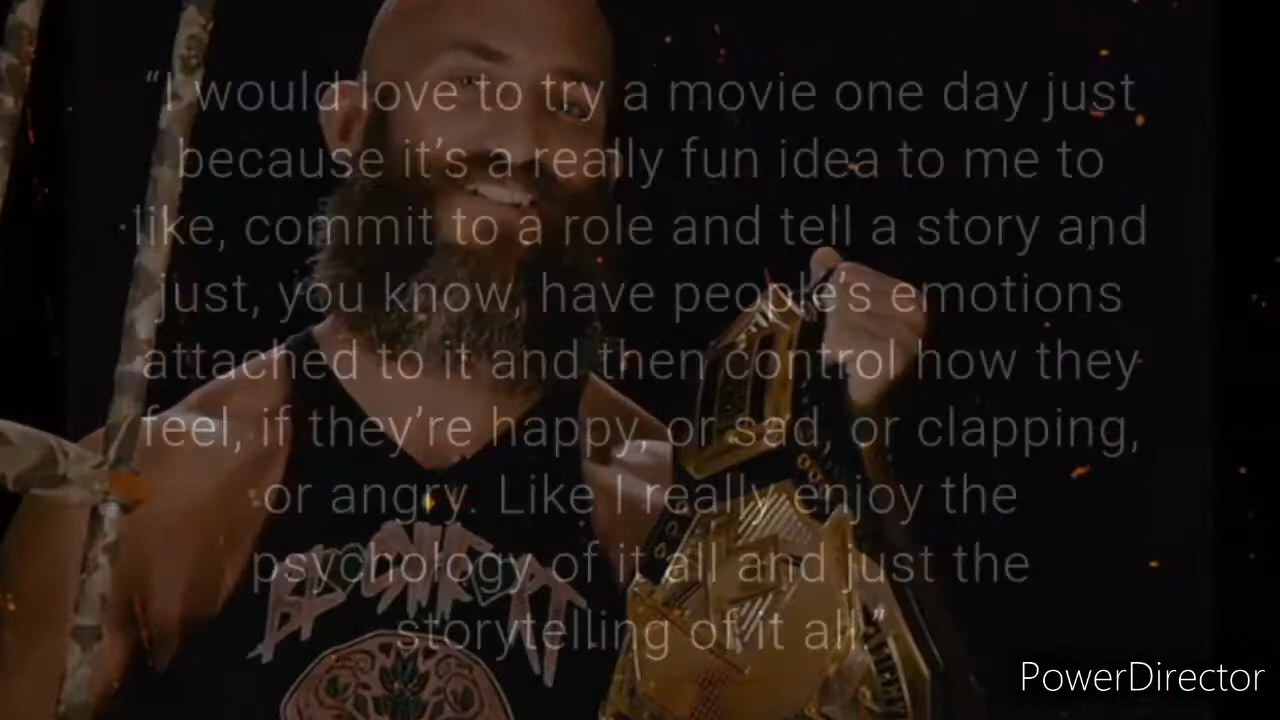 “I would love to try a movie one day just
because it’s a really fun idea to me to
like, commit to a role and tell a story and
just, you know, have people’s emotions
attached to it and then control how they
feel, if they’re happy, or sad, or clapping,
or angry. Like I really enjoy the
psychology of it all and just the
storytelling of it all.”
PowerDirector